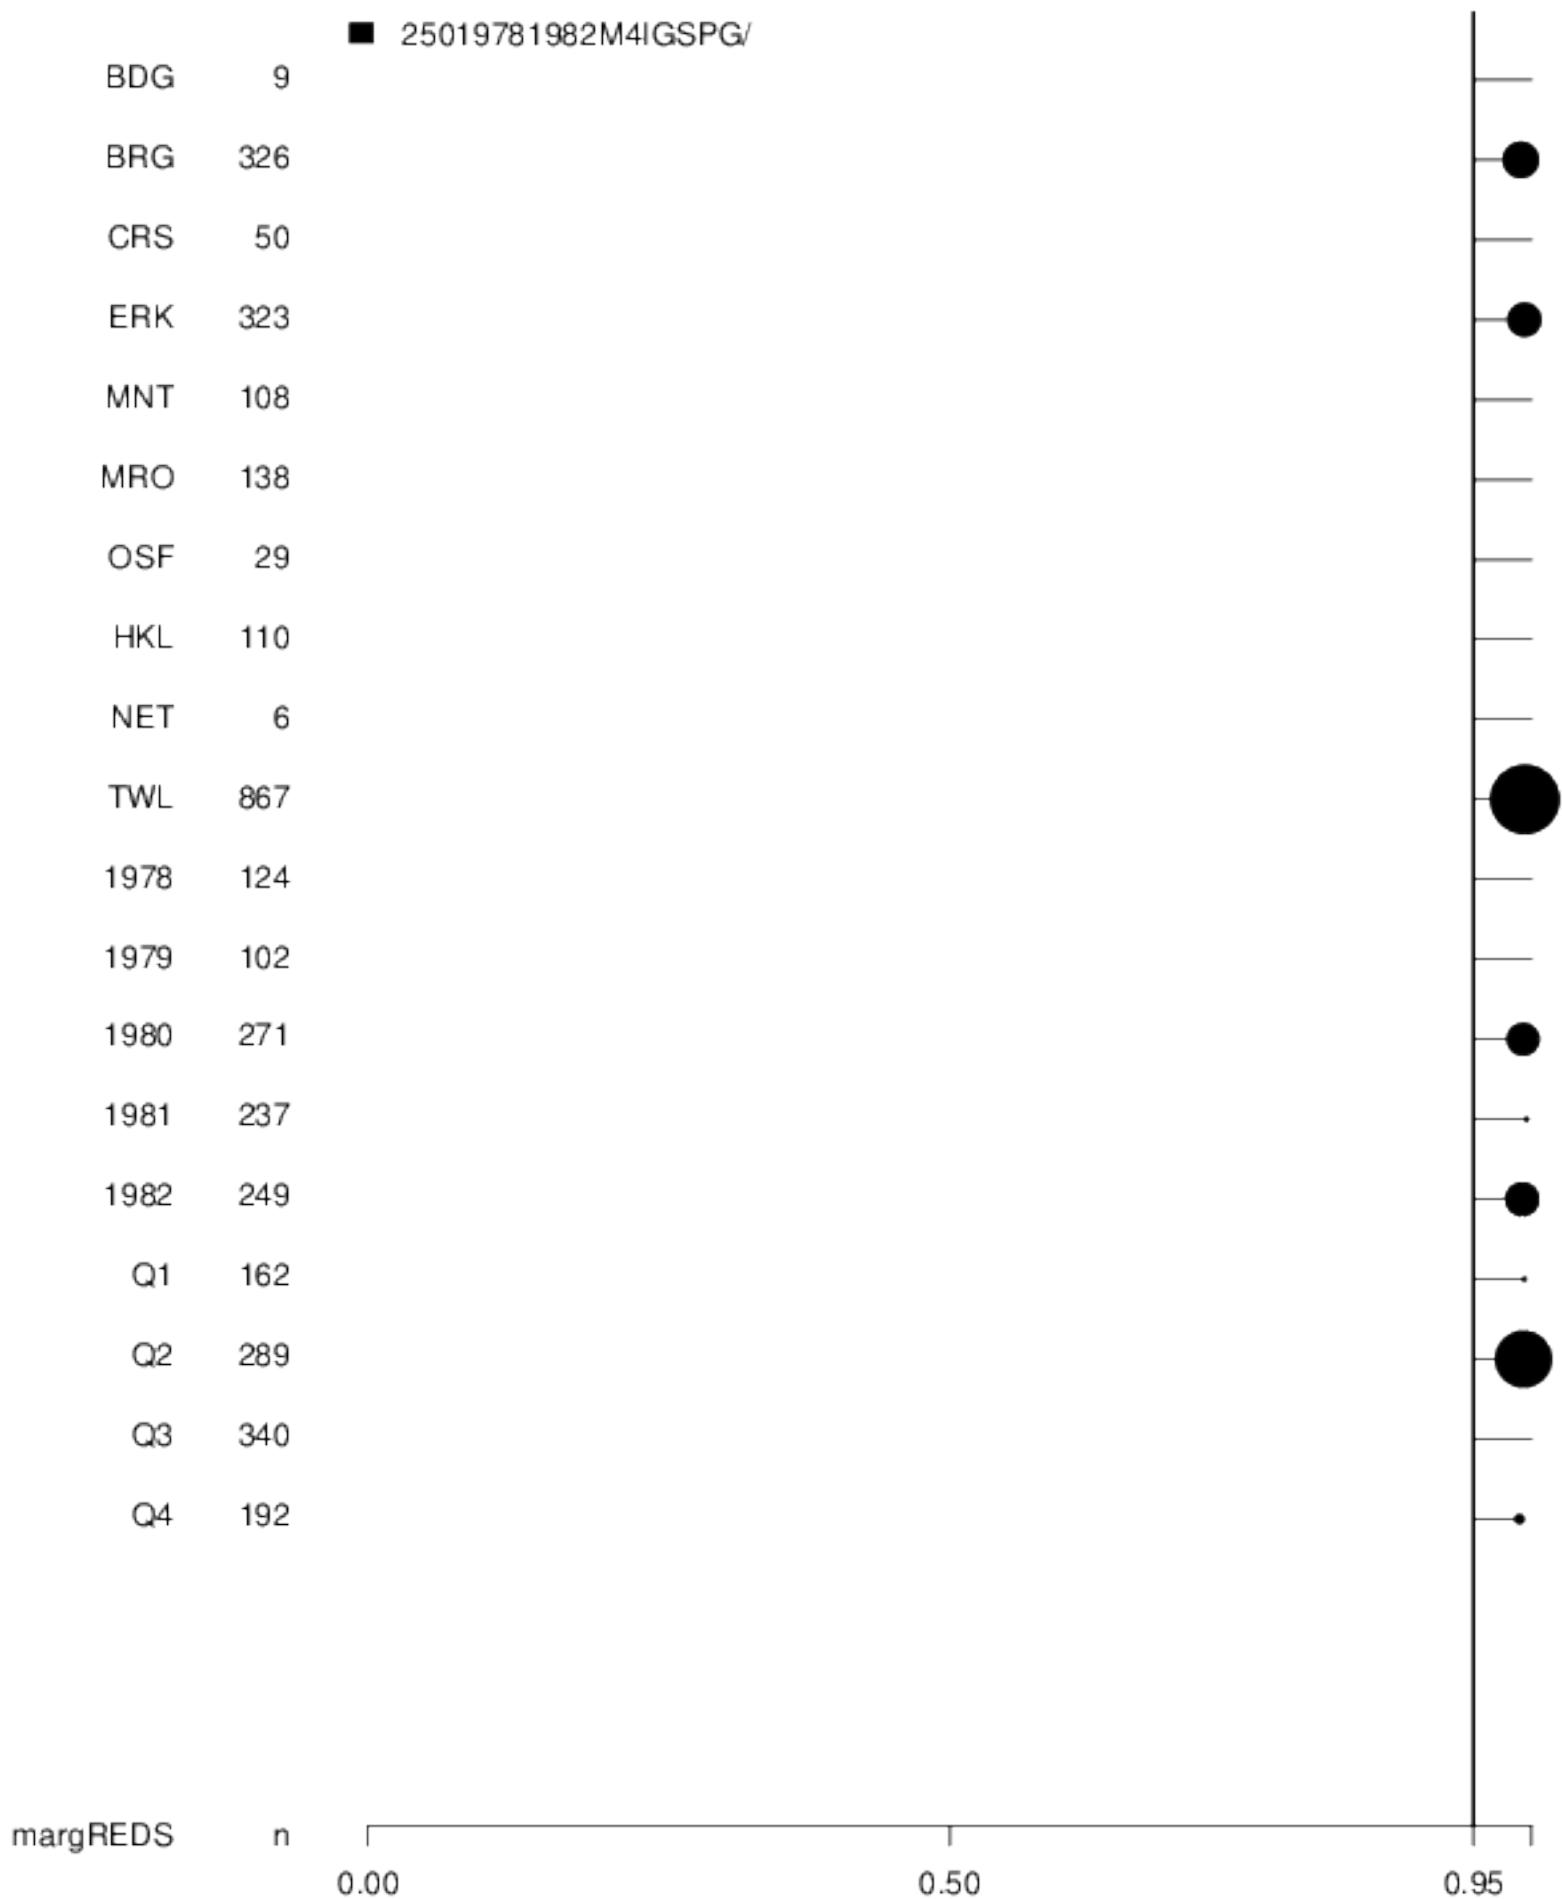 25019781982M4IGSPG/
BDG 9
BRG 326
CRS 50
ERK 323
MNT 108
MRO 138
OSF 29
HKL 110
NET 6
TWL 867
1978 124
1979 102
1980 271
1981 237
1982 249
Q1 162
Q2 289
Q3 340
Q4 192
margREDS n
0.00 0.50 0.95